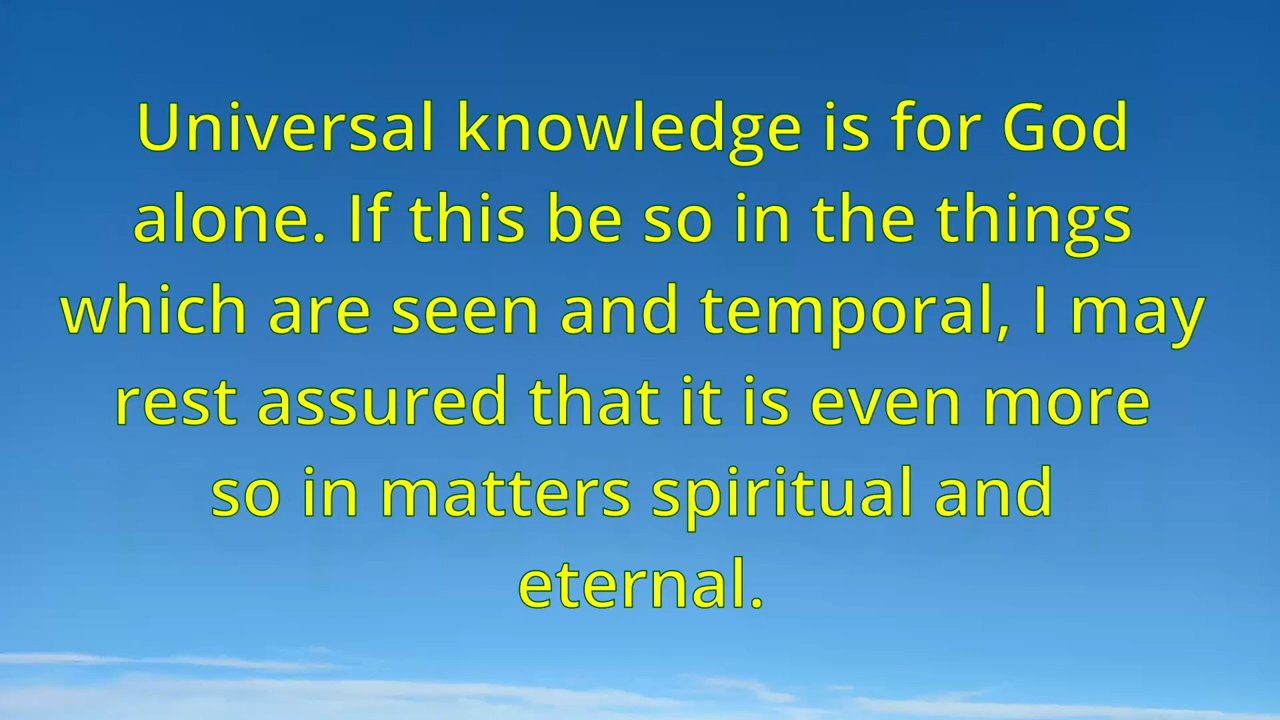 Universal knowledge is for God
alone. If this be so in the things
which are seen and temporal, I may
rest assured that it is even more
so in matters spiritual and
eternal.